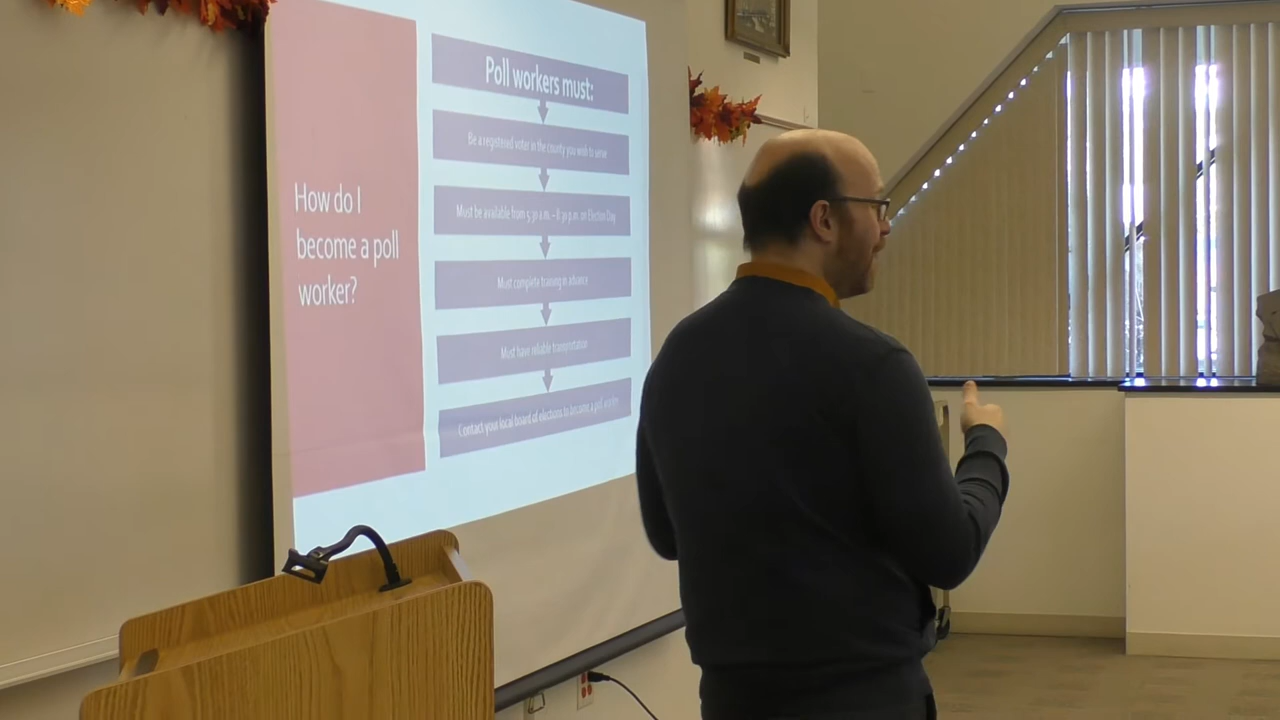 How do I
become a poll
worker?
Poll workers must:
Be a registered voter in the county you wish to serve
Must be available from 5:30 a.m. – 8:30 p.m. on Election Day
Must complete training in advance
Must have reliable transportation
Contact your local board of elections to become a poll worker